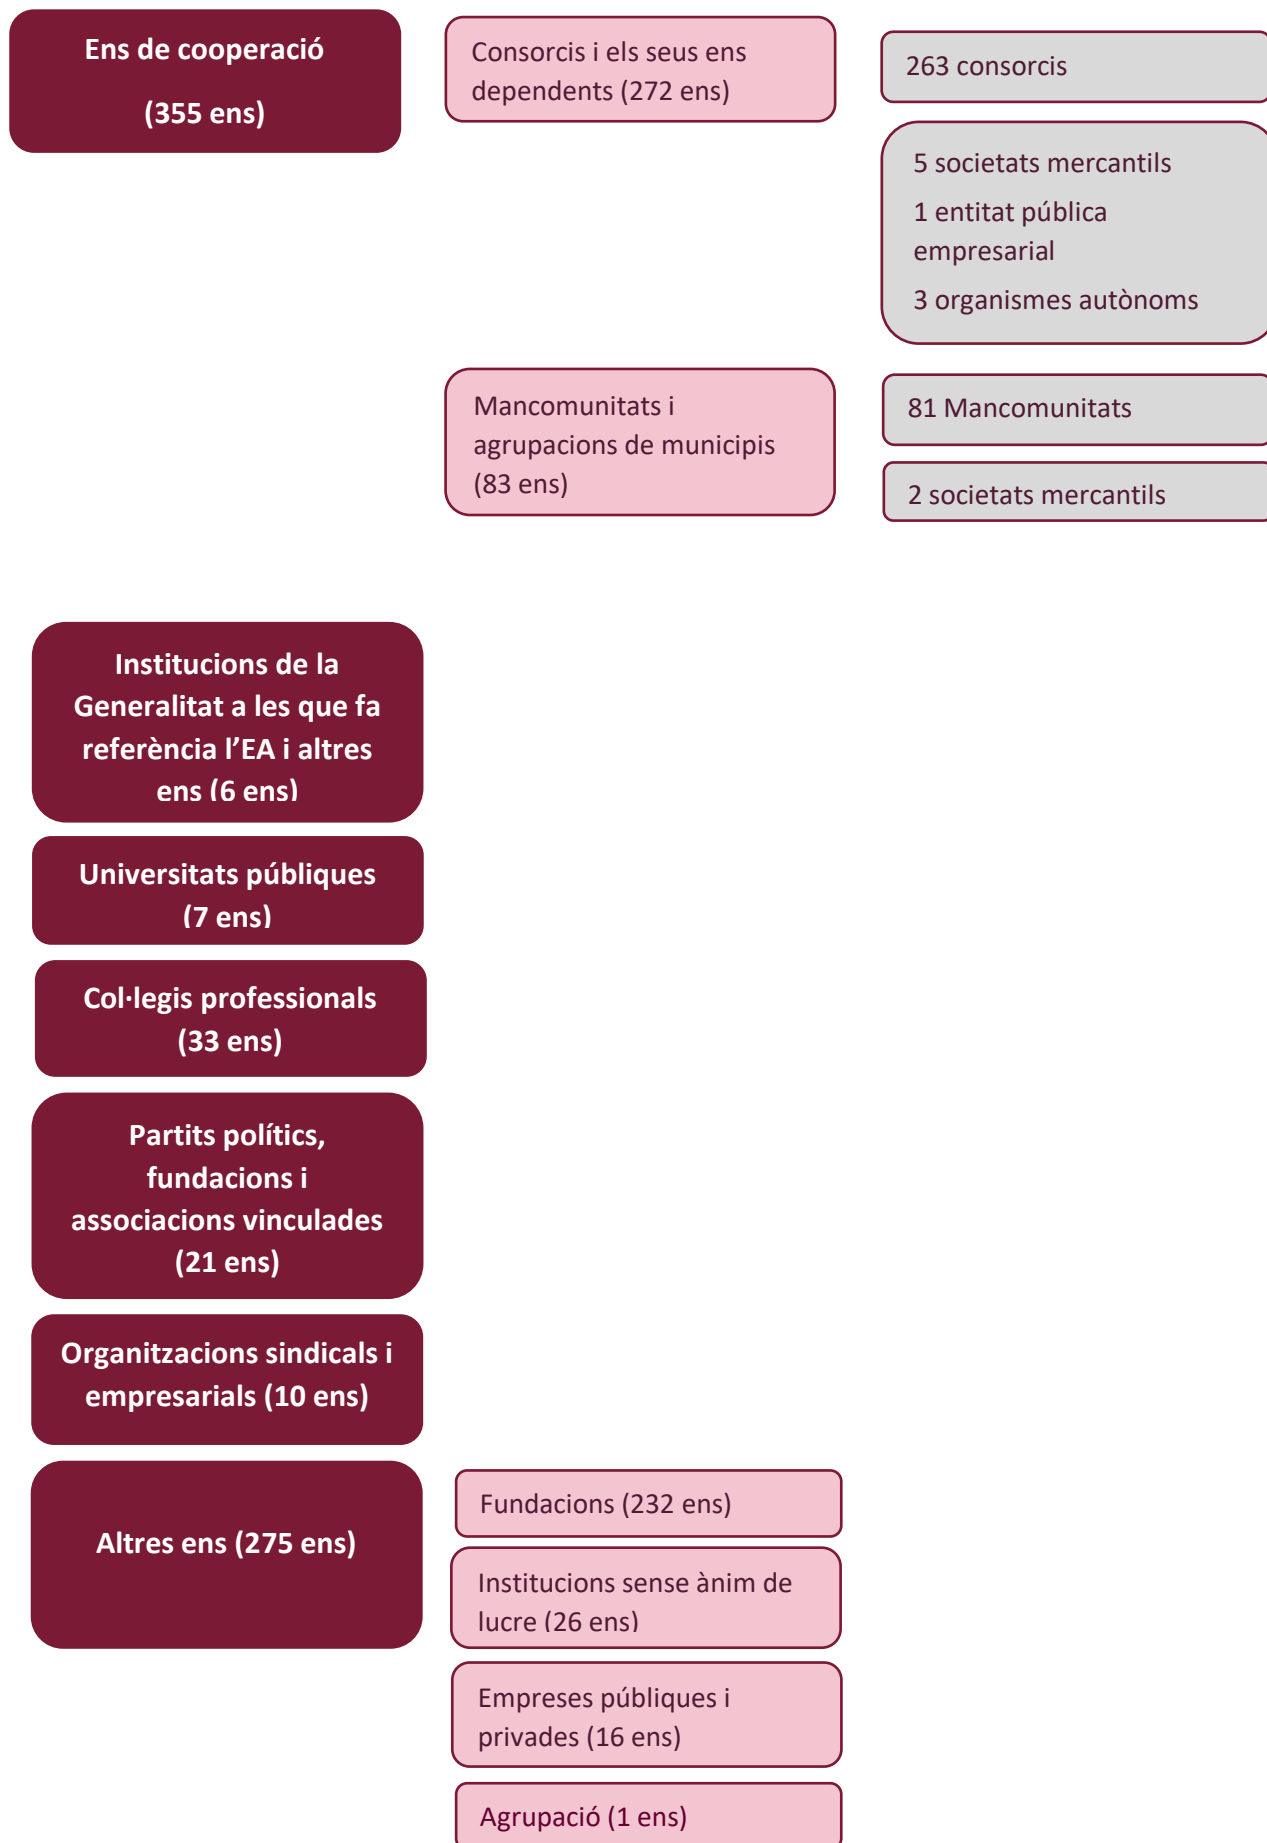 Ens de cooperació
(355 ens)
Consorcis i els seus ens
dependents (272 ens)
263 consorcis
5 societats mercantils
1 entitat pública
empresarial
3 organismes autònoms
Mancomunitats i
agrupacions de municipis
(83 ens)
81 Mancomunitats
2 societats mercantils
Institucions de la
Generalitat a les que fa
referència l’EA i altres
ens (6 ens)
Universitats públiques
(7 ens)
Col·legis professionals
(33 ens)
Partits polítics,
fundacions i
associacions vinculades
(21 ens)
Organitzacions sindicals i
empresarials (10 ens)
Altres ens (275 ens)
Fundacions (232 ens)
Institucions sense ànim de
lucre (26 ens)
Empreses públiques i
privades (16 ens)
Agrupació (1 ens)